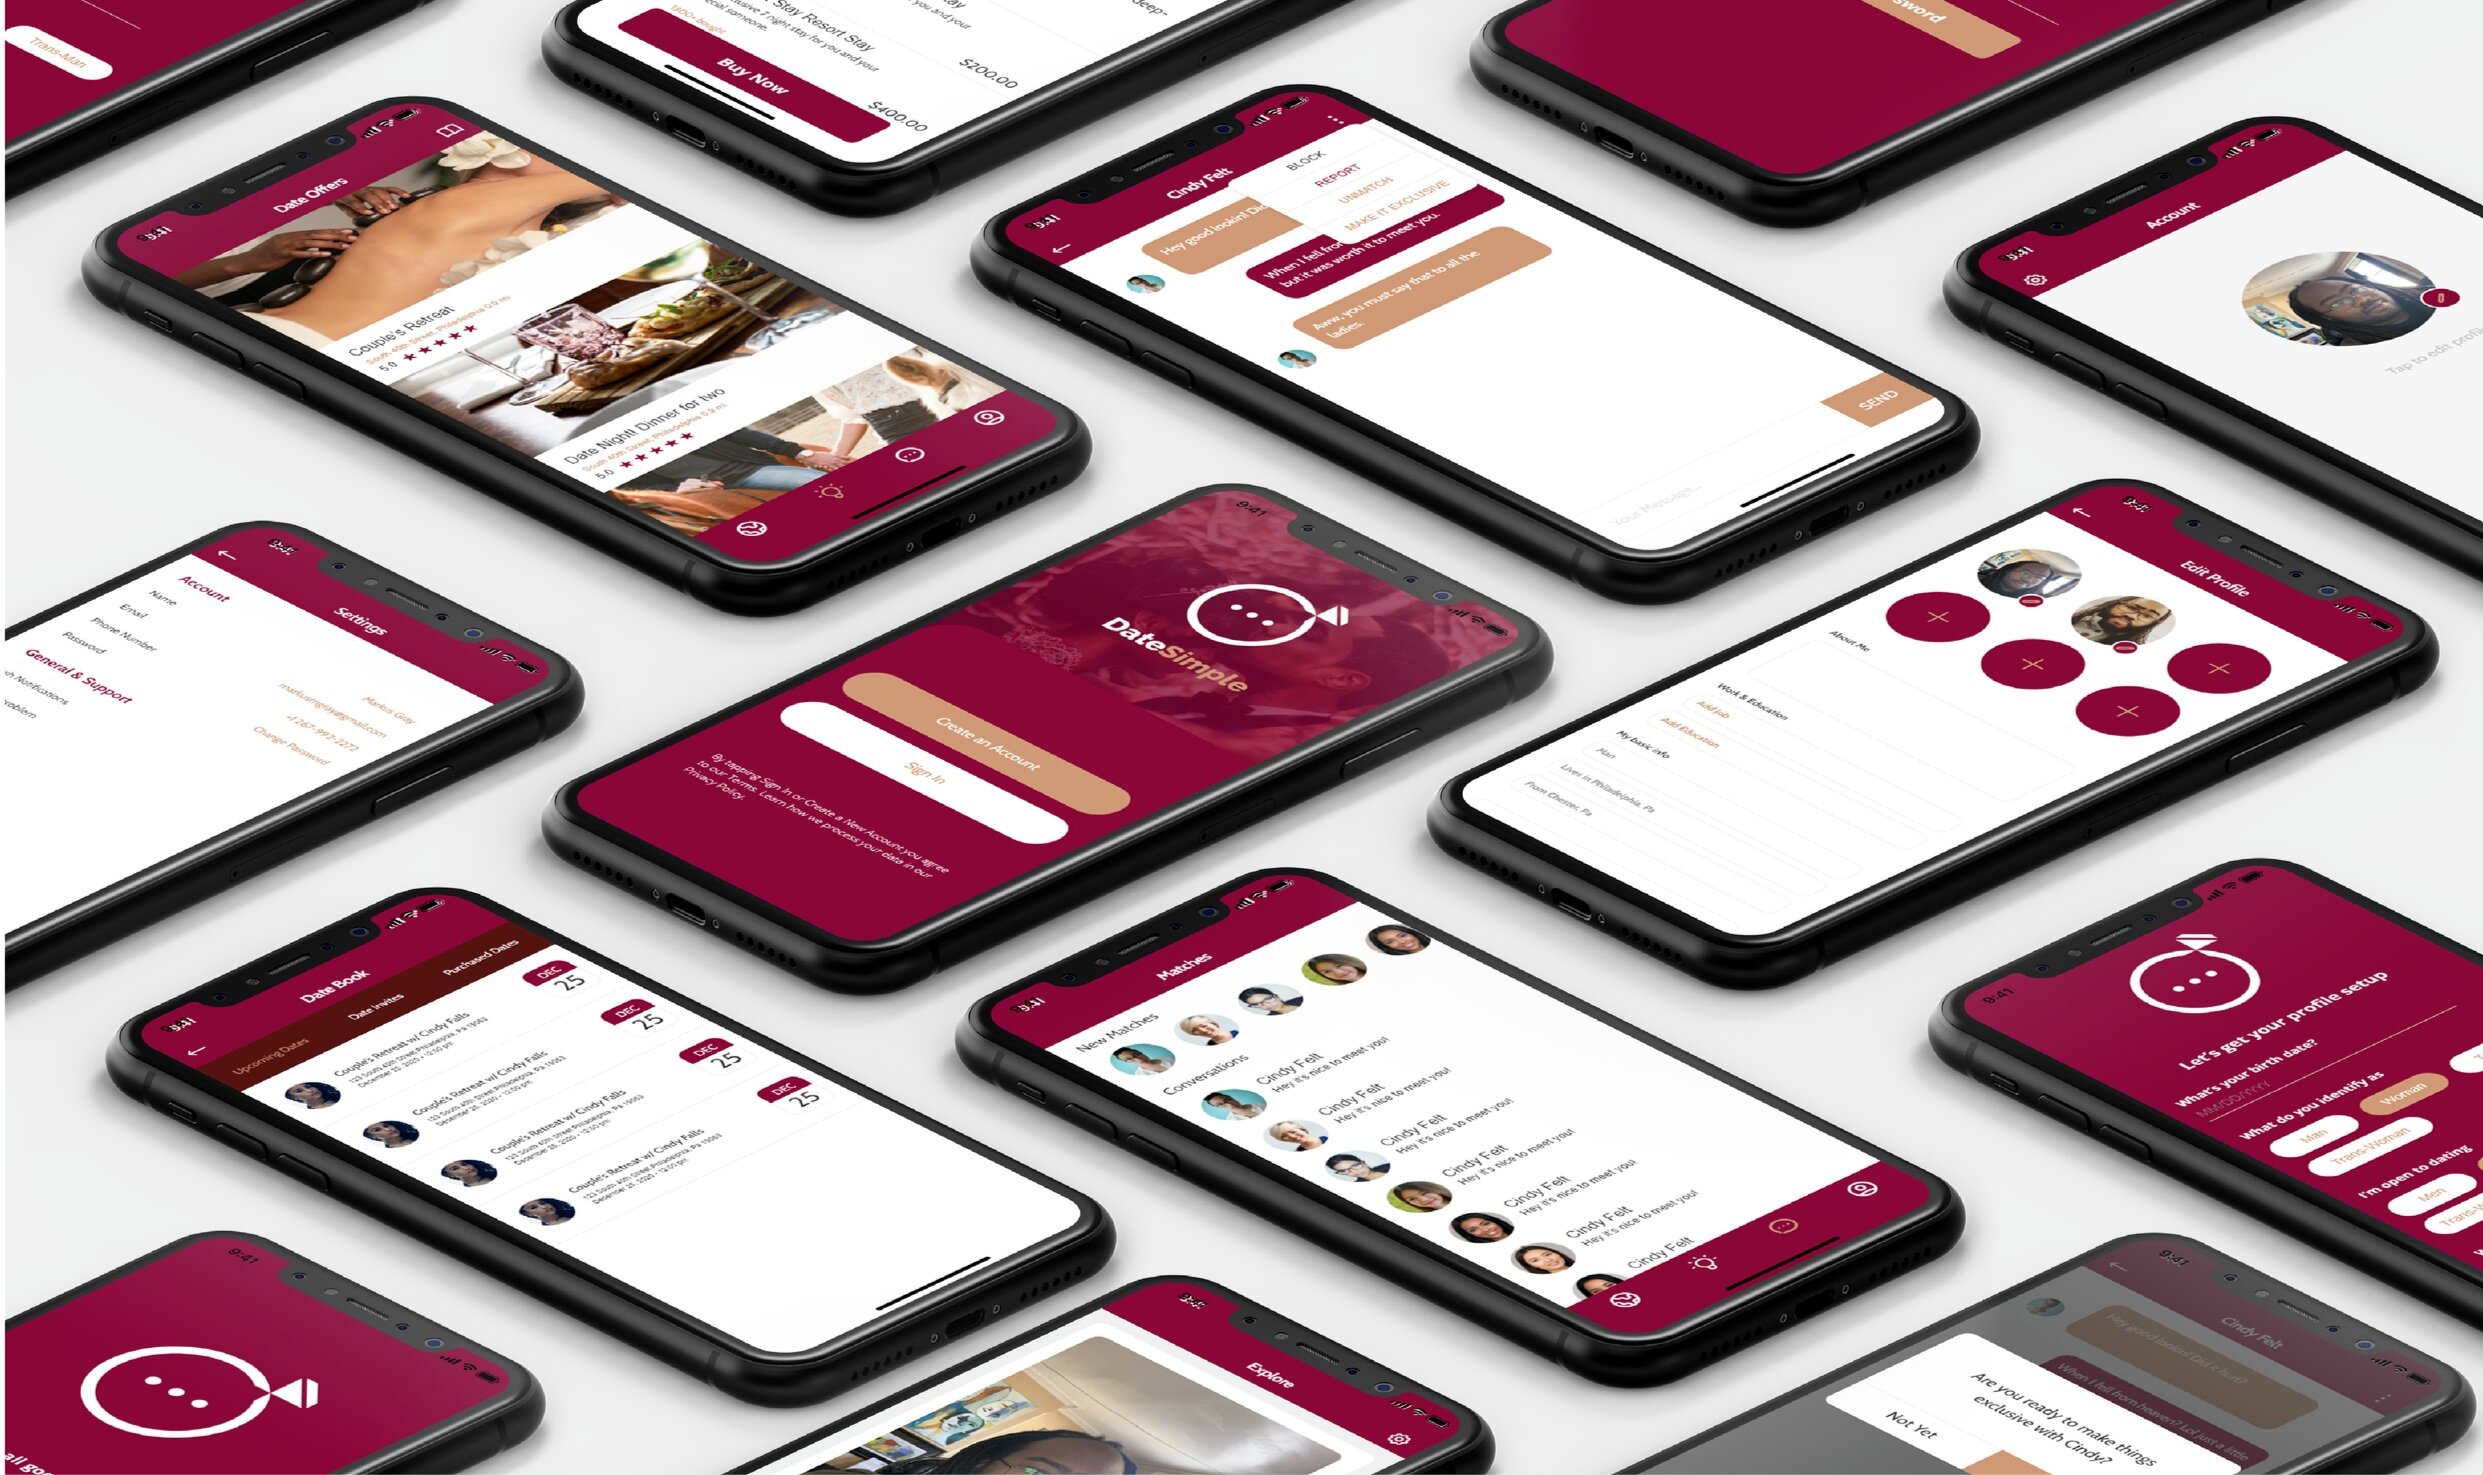 Trans-Man
Stay Resort Stay
$200.00
1300+ bought
Buy Now
$400.00
9:41
Date Offers
Couple's Retreat
South 40th Street, Philadelphia 0.9 mi
5.0 ★★★★★
Date Night! Dinner for two
South 40th Street, Philadelphia 0.9 mi
5.0 ★★★★★
9:41
Cindy Felt
BLOCK
REPORT
UNMATCH
MAKE IT EXCLUSIVE
Hey good lookin! Did
When I fell from
but it was worth it to meet you.
Aww, you must say that to all the
ladies.
SEND
Your Message...
9:41
Account
Tap to edit profile
9:41
Settings
Account
Name
Markus Gray
Email
markusmgray@gmail.com
Phone Number
+1 267-992-2272
Password
Change Password
General & Support
Notifications
9:41
DateSimple
Create an Account
Sign In
By tapping Sign In or Create a New Account you agree
to our Terms. Learn how we process your data in our
Privacy Policy.
9:41
Edit Profile
About Me
Work & Education
Add job
Add Education
My basic info
Man
Lives in Philadelphia, Pa
From Chester, Pa
9:41
Date Book
Upcoming Dates
Date Invites
Purchased Dates
Couple's Retreat w/ Cindy Falls
123 South 40th Street Philadelphia, Pa 19063
December 25, 2020 - 12:00 pm
DEC
25
Couple's Retreat w/ Cindy Falls
123 South 40th Street Philadelphia, Pa 19063
December 25, 2020 - 12:00 pm
DEC
25
Couple's Retreat w/ Cindy Falls
123 South 40th Street Philadelphia, Pa 19063
December 25, 2020 - 12:00 pm
DEC
25
Couple's Retreat w/ Cindy Falls
123 South 40th Street Philadelphia, Pa 19063
December 25, 2020 - 12:00 pm
DEC
25
9:41
Matches
New Matches
Conversations
Cindy Felt
Hey it's nice to meet you!
Cindy Felt
Hey it's nice to meet you!
Cindy Felt
Hey it's nice to meet you!
Cindy Felt
Hey it's nice to meet you!
Cindy Felt
Hey it's nice to meet you!
Cindy Felt
Hey it's nice to meet you!
Cindy Felt
9:41
Let's get your profile setup
What's your birth date?
MM/DD/YYYY
What do you identify as
Man
Woman
Trans-Woman
I'm open to dating
Men
9:41
9:41
Explore
9:41
Cindy Felt
Hey good lookin! Did it hurt?
When I fell from heaven? Lol just a little
Are you ready to make things
exclusive with Cindy?
Not Yet